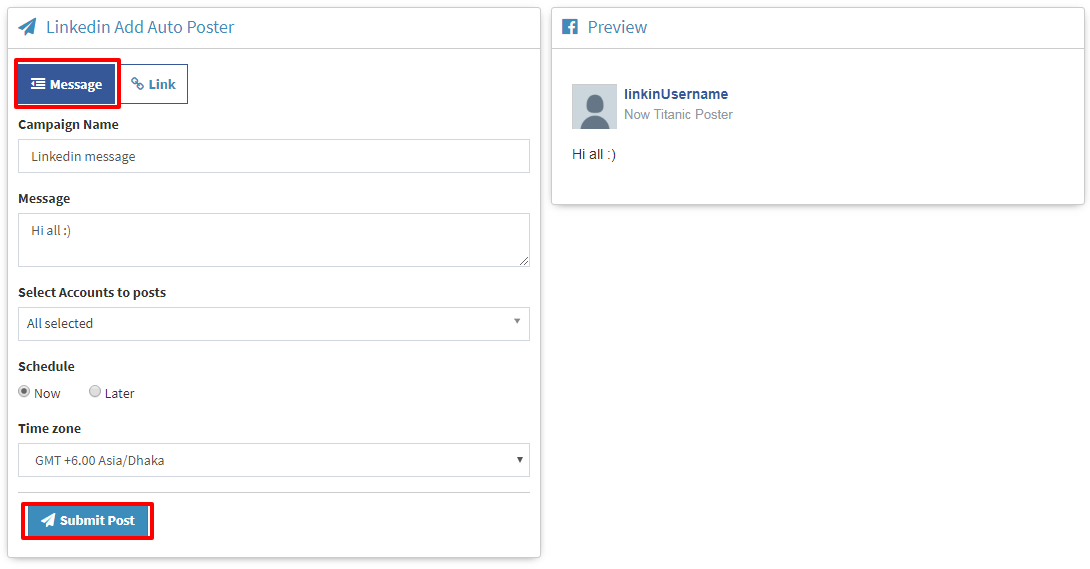 Linkedin Add Auto Poster
Message
Link
Campaign Name
Linkedin message
Message
Hi all :)
Select Accounts to posts
All selected
Schedule
Now
Later
Time zone
GMT +6.00 Asia/Dhaka
Submit Post
Preview
linkinUsername
Now Titanic Poster
Hi all :)